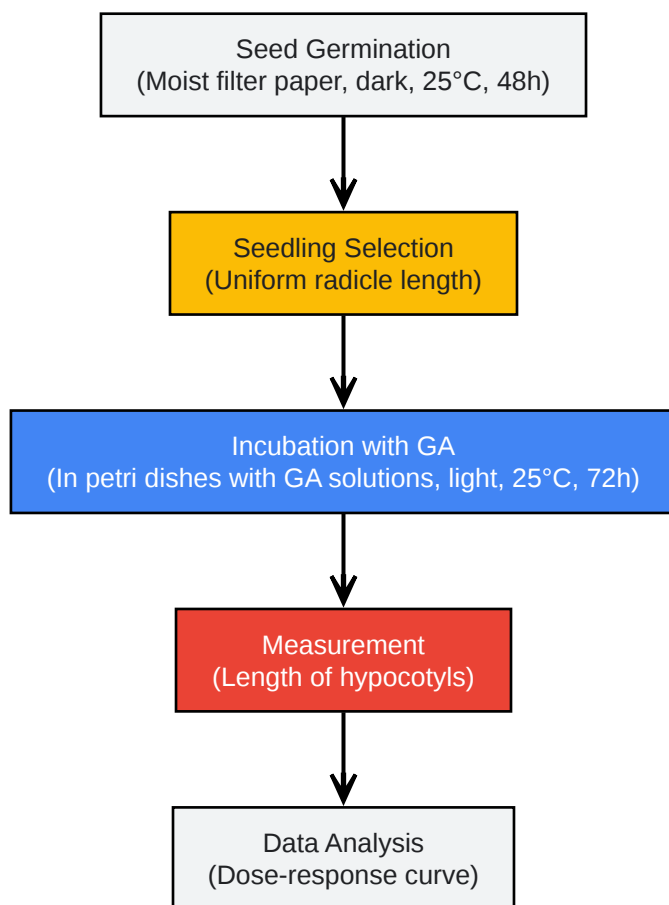 Seed Germination
(Moist filter paper, dark, 25°C, 48h)
Seedling Selection
(Uniform radicle length)
Incubation with GA
(In petri dishes with GA solutions, light, 25°C, 72h)
Measurement
(Length of hypocotyls)
Data Analysis
(Dose-response curve)